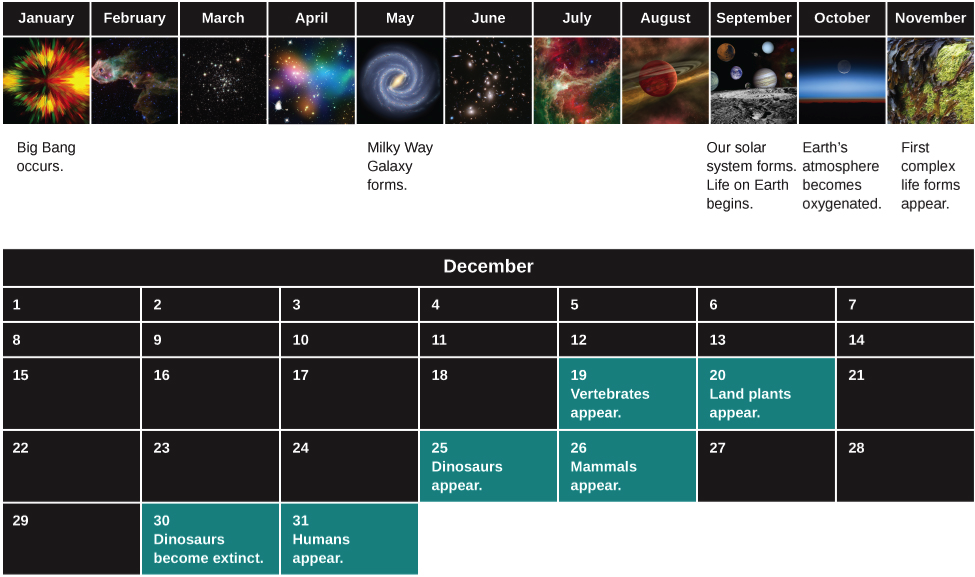 January February March April May June July August September October November
Big Bang
occurs.
Milky Way
Galaxy
forms.
Our solar
system forms.
Life on Earth
begins.
Earth’s
atmosphere
becomes
oxygenated.
First
complex
life forms
appear.
December
1 2 3 4 5 6 7
8 9 10 11 12 13 14
15 16 17 18
19
Vertebrates
appear.
20
Land plants
appear.
21
22 23 24
25
Dinosaurs
appear.
26
Mammals
appear.
27 28
29
30
Dinosaurs
become extinct.
31
Humans
appear.